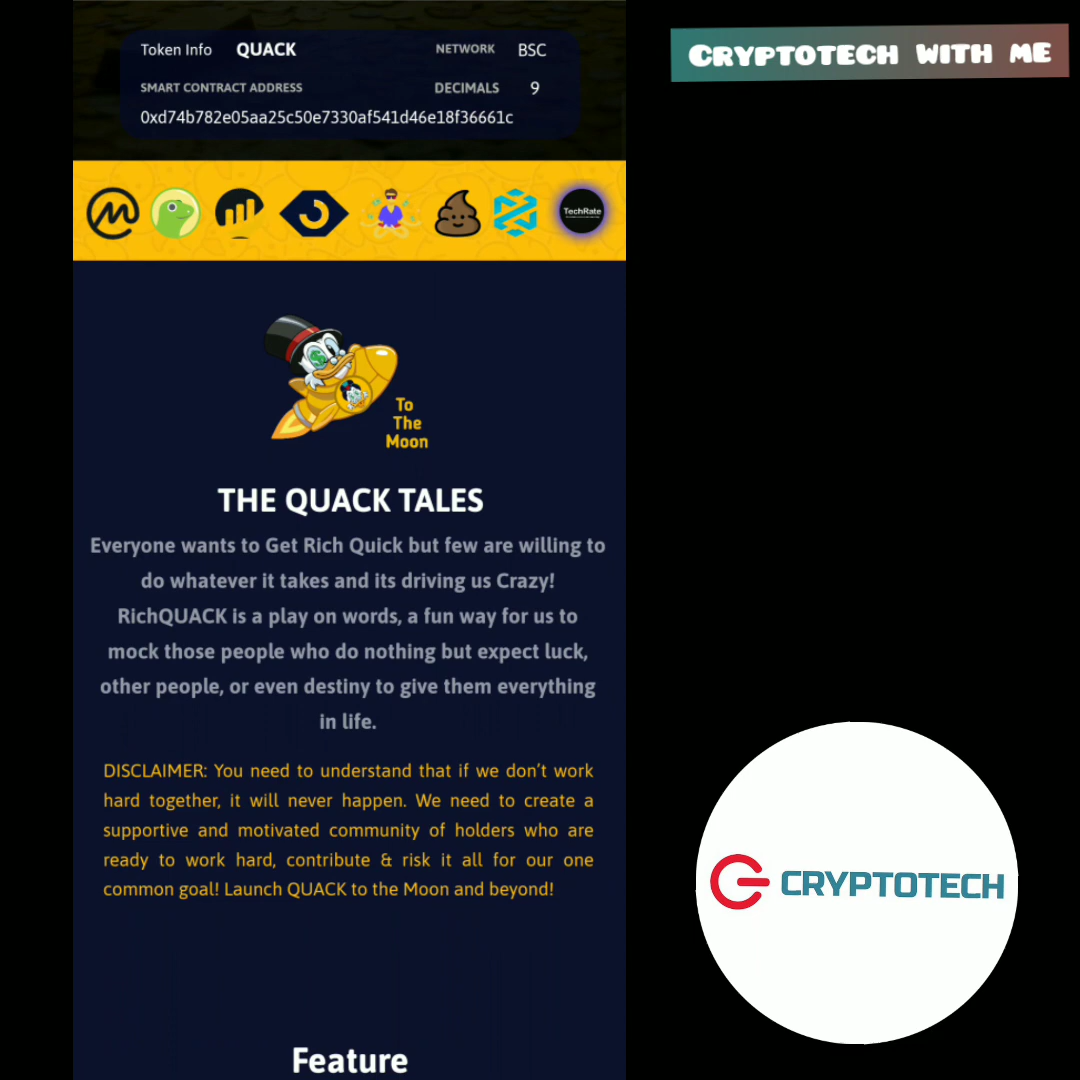 Token Info QUACK NETWORK BSC
SMART CONTRACT ADDRESS DECIMALS 9
0xd74b782e05aa25c50e7330af541d46e18f36661c
TechRate
To
The
Moon
THE QUACK TALES
Everyone wants to Get Rich Quick but few are willing to
do whatever it takes and its driving us Crazy!
RichQUACK is a play on words, a fun way for us to
mock those people who do nothing but expect luck,
other people, or even destiny to give them everything
in life.
DISCLAIMER: You need to understand that if we don’t work
hard together, it will never happen. We need to create a
supportive and motivated community of holders who are
ready to work hard, contribute & risk it all for our one
common goal! Launch QUACK to the Moon and beyond!
Feature
CRYPTOTECH WITH ME
CRYPTOTECH